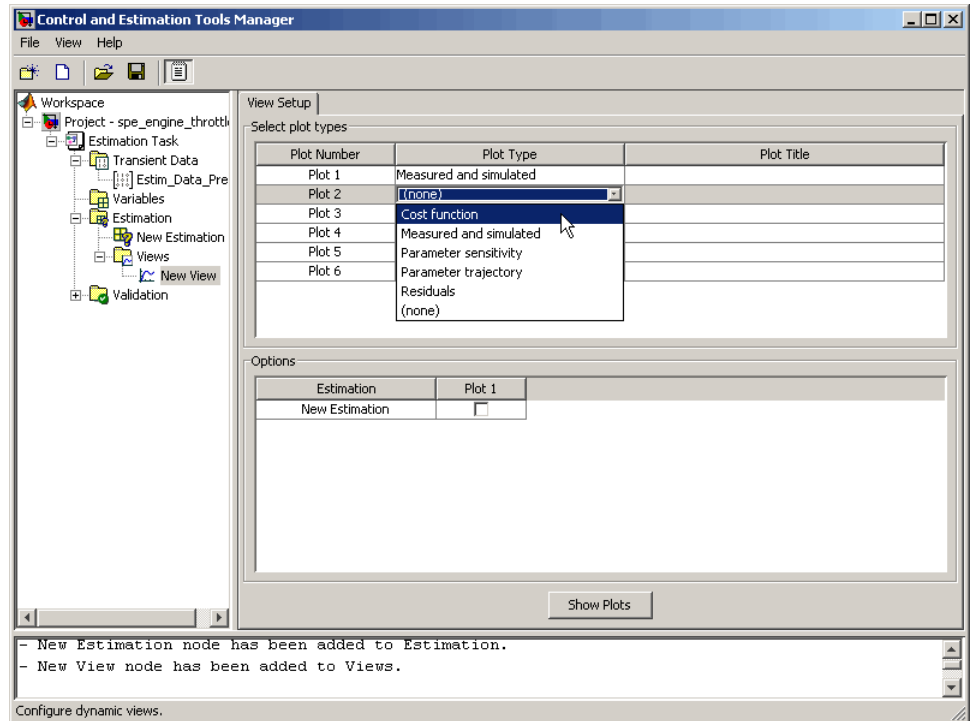 Control and Estimation Tools Manager
File View Help
Workspace
Project - spe_engine_throttl
Estimation Task
Transient Data
Estim_Data_Pre
Variables
Estimation
New Estimation
Views
New View
Validation
View Setup
Select plot types
Plot Number Plot Type Plot Title
Plot 1 Measured and simulated
Plot 2 (none)
Plot 3
Plot 4
Plot 5
Plot 6
Cost function
Measured and simulated
Parameter sensitivity
Parameter trajectory
Residuals
(none)
Options
Estimation Plot 1
New Estimation
Show Plots
- New Estimation node has been added to Estimation.
- New View node has been added to Views.
Configure dynamic views.